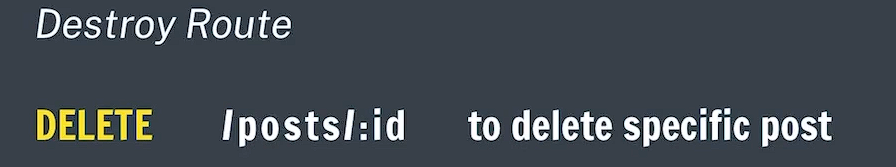 Destroy Route
DELETE /posts/:id to delete specific post